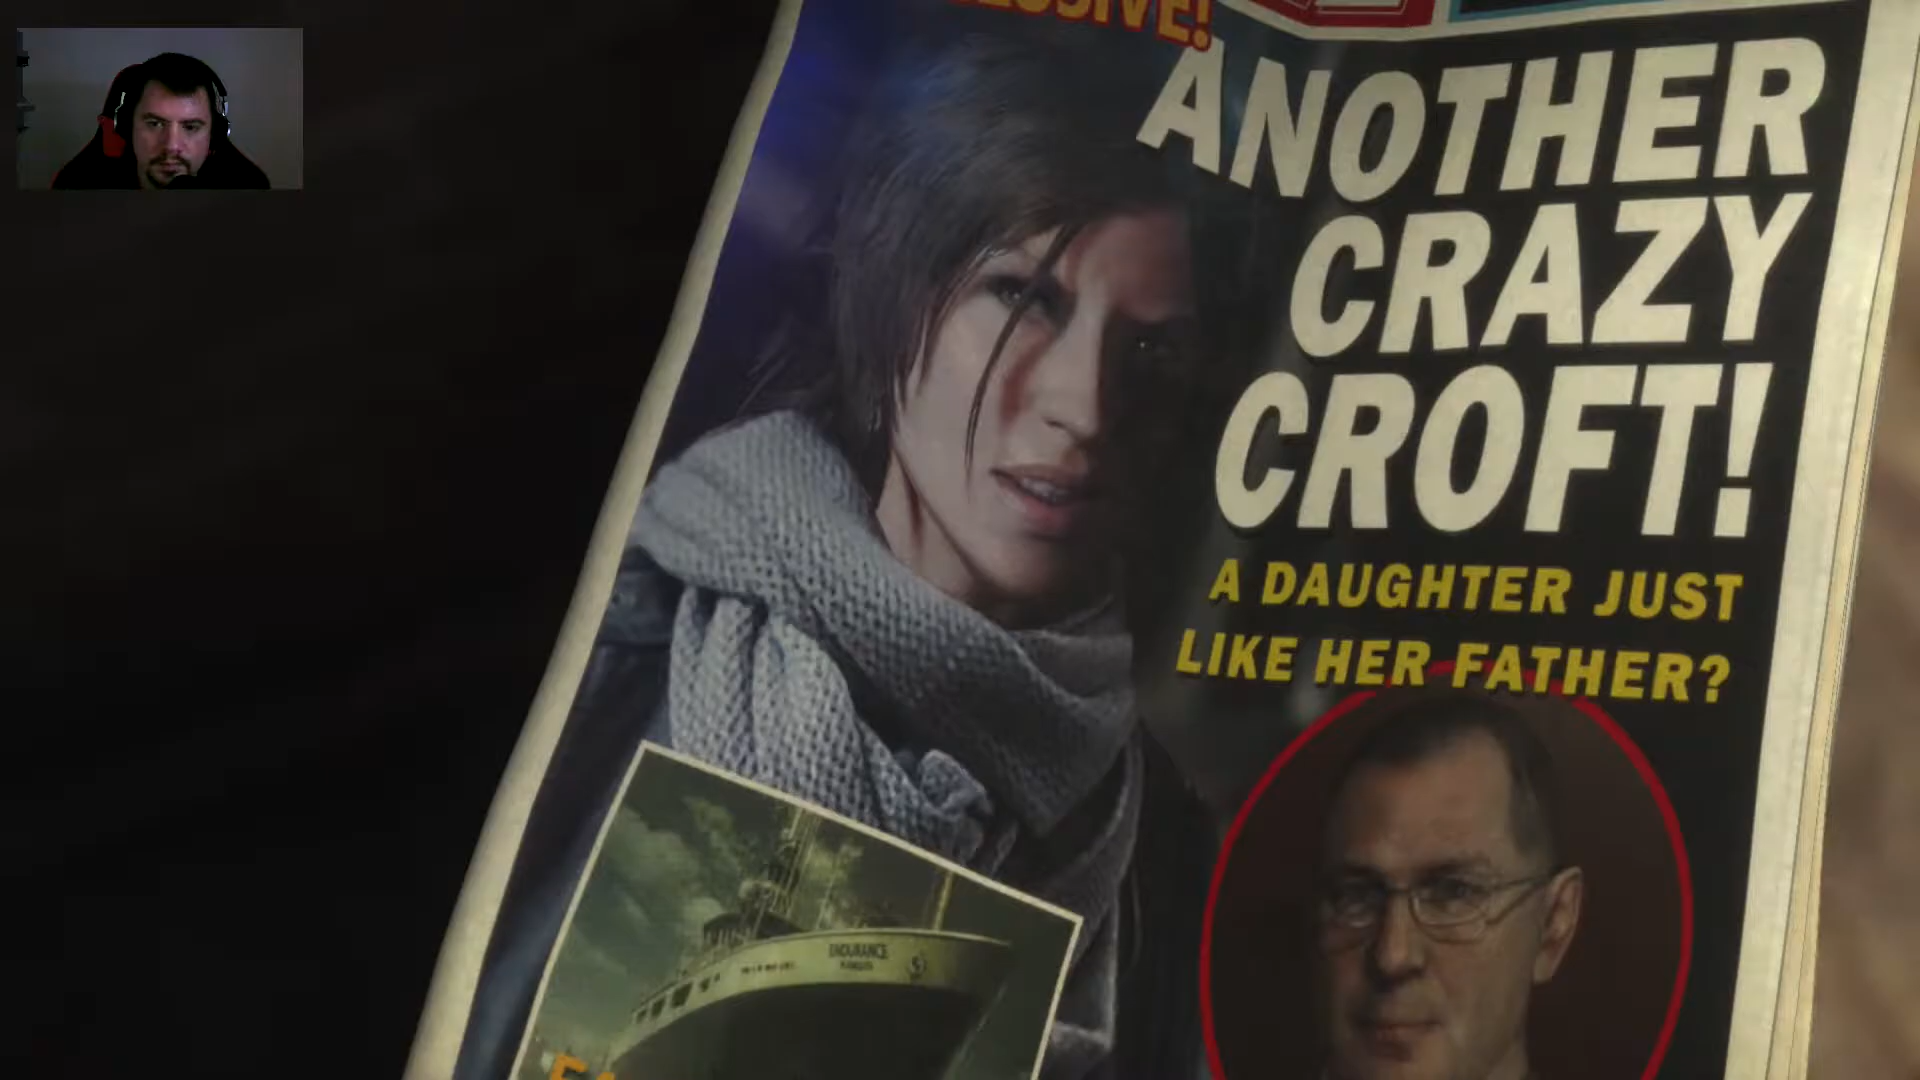 ANOTHER
CRAZY
CROFT!
A DAUGHTER JUST
LIKE HER FATHER?
ENDURANCE